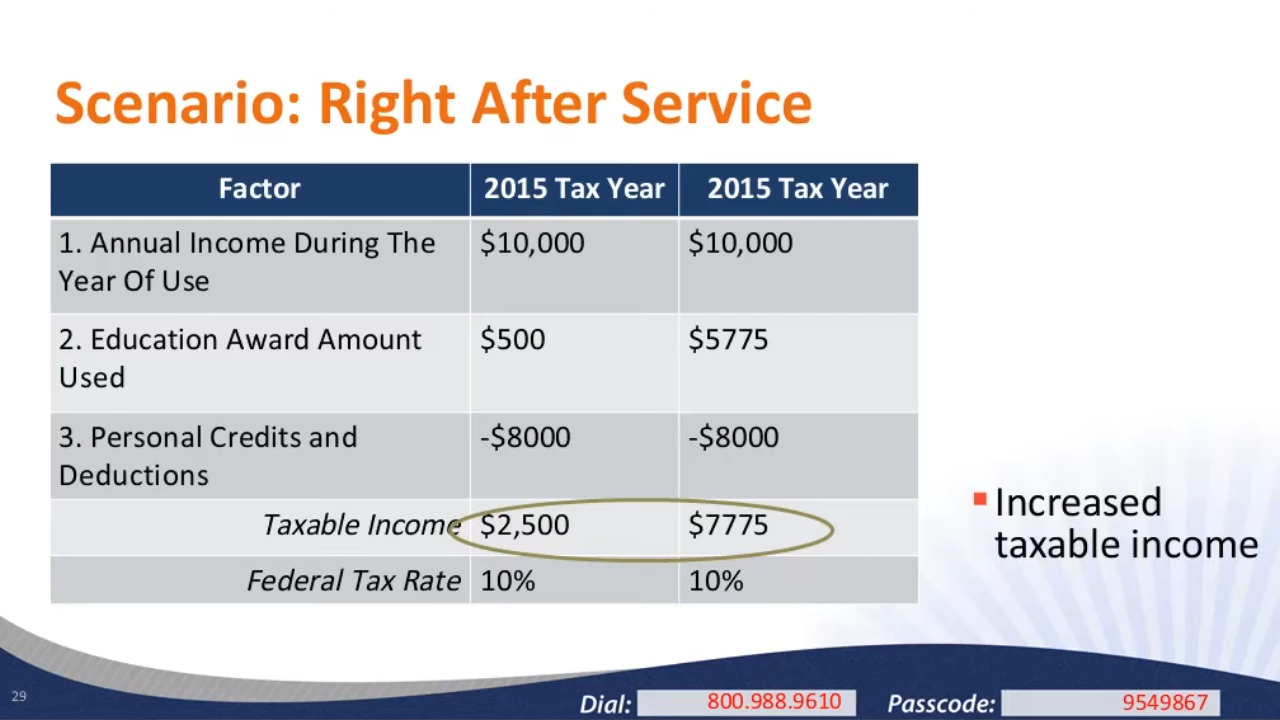 Scenario: Right After Service
Factor 2015 Tax Year 2015 Tax Year
1. Annual Income During The $10,000 $10,000
Year Of Use
2. Education Award Amount $500 $5775
Used
3. Personal Credits and -$8000 -$8000
Deductions
Taxable Income $2,500 $7775
Federal Tax Rate 10% 10%
Increased
taxable income
29
Dial: 800.988.9610 Passcode: 9549867